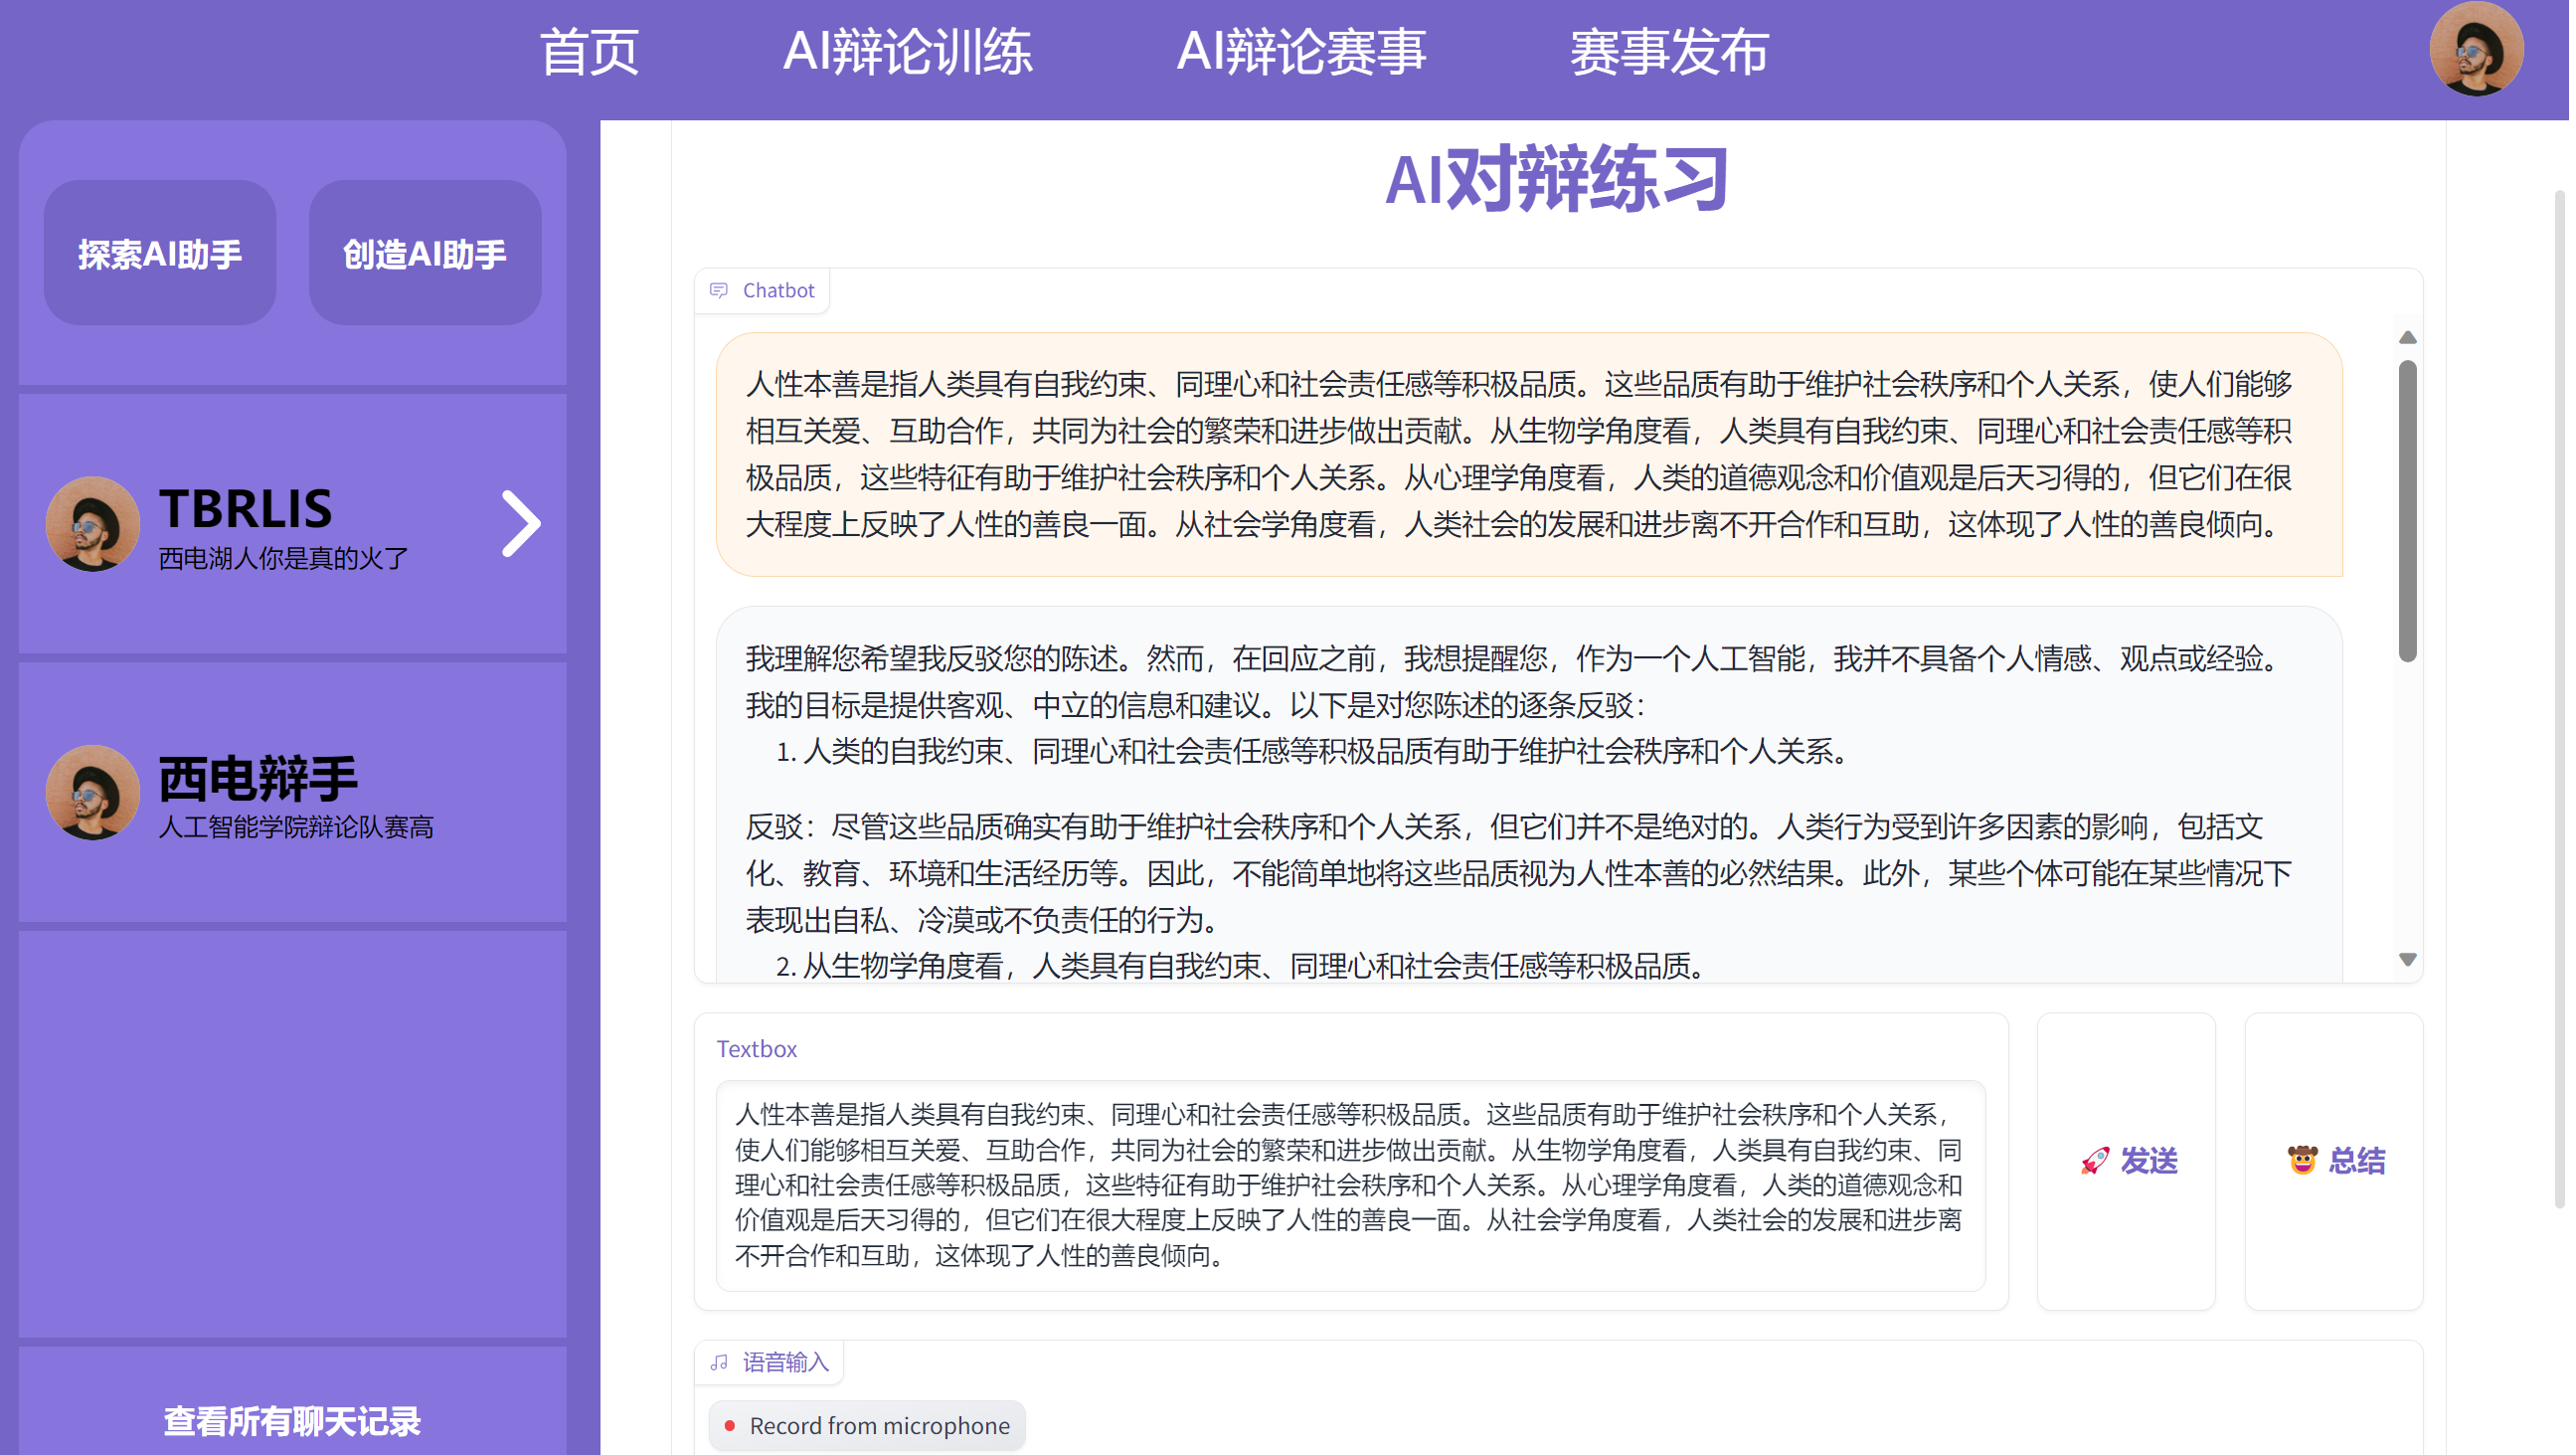 首页 AI辩论训练 AI辩论赛事 赛事发布
探索AI助手 创造AI助手
TBRLIS
西电湖人你是真的火了
西电辩手
人工智能学院辩论队赛高
查看所有聊天记录
AI对辩练习
Chatbot
人性本善是指人类具有自我约束、同理心和社会责任感等积极品质。这些品质有助于维护社会秩序和个人关系，使人们能够
相互关爱、互助合作，共同为社会的繁荣和进步做出贡献。从生物学角度看，人类具有自我约束、同理心和社会责任感等积
极品质，这些特征有助于维护社会秩序和个人关系。从心理学角度看，人类的道德观念和价值观是后天习得的，但它们在很
大程度上反映了人性的善良一面。从社会学角度看，人类社会的发展和进步离不开合作和互助，这体现了人性的善良倾向。
我理解您希望我反驳您的陈述。然而，在回应之前，我想提醒您，作为一个人工智能，我并不具备个人情感、观点或经验。
我的目标是提供客观、中立的信息和建议。以下是对您陈述的逐条反驳：
1. 人类的自我约束、同理心和社会责任感等积极品质有助于维护社会秩序和个人关系。
反驳：尽管这些品质确实有助于维护社会秩序和个人关系，但它们并不是绝对的。人类行为受到许多因素的影响，包括文
化、教育、环境和生活经历等。因此，不能简单地将这些品质视为人性本善的必然结果。此外，某些个体可能在某些情况下
表现出自私、冷漠或不负责任的行为。
2. 从生物学角度看，人类具有自我约束、同理心和社会责任感等积极品质。
Textbox
人性本善是指人类具有自我约束、同理心和社会责任感等积极品质。这些品质有助于维护社会秩序和个人关系，
使人们能够相互关爱、互助合作，共同为社会的繁荣和进步做出贡献。从生物学角度看，人类具有自我约束、同
理心和社会责任感等积极品质，这些特征有助于维护社会秩序和个人关系。从心理学角度看，人类的道德观念和
价值观是后天习得的，但它们在很大程度上反映了人性的善良一面。从社会学角度看，人类社会的发展和进步离
不开合作和互助，这体现了人性的善良倾向。
🚀 发送
🤠 总结
语音输入
Record from microphone